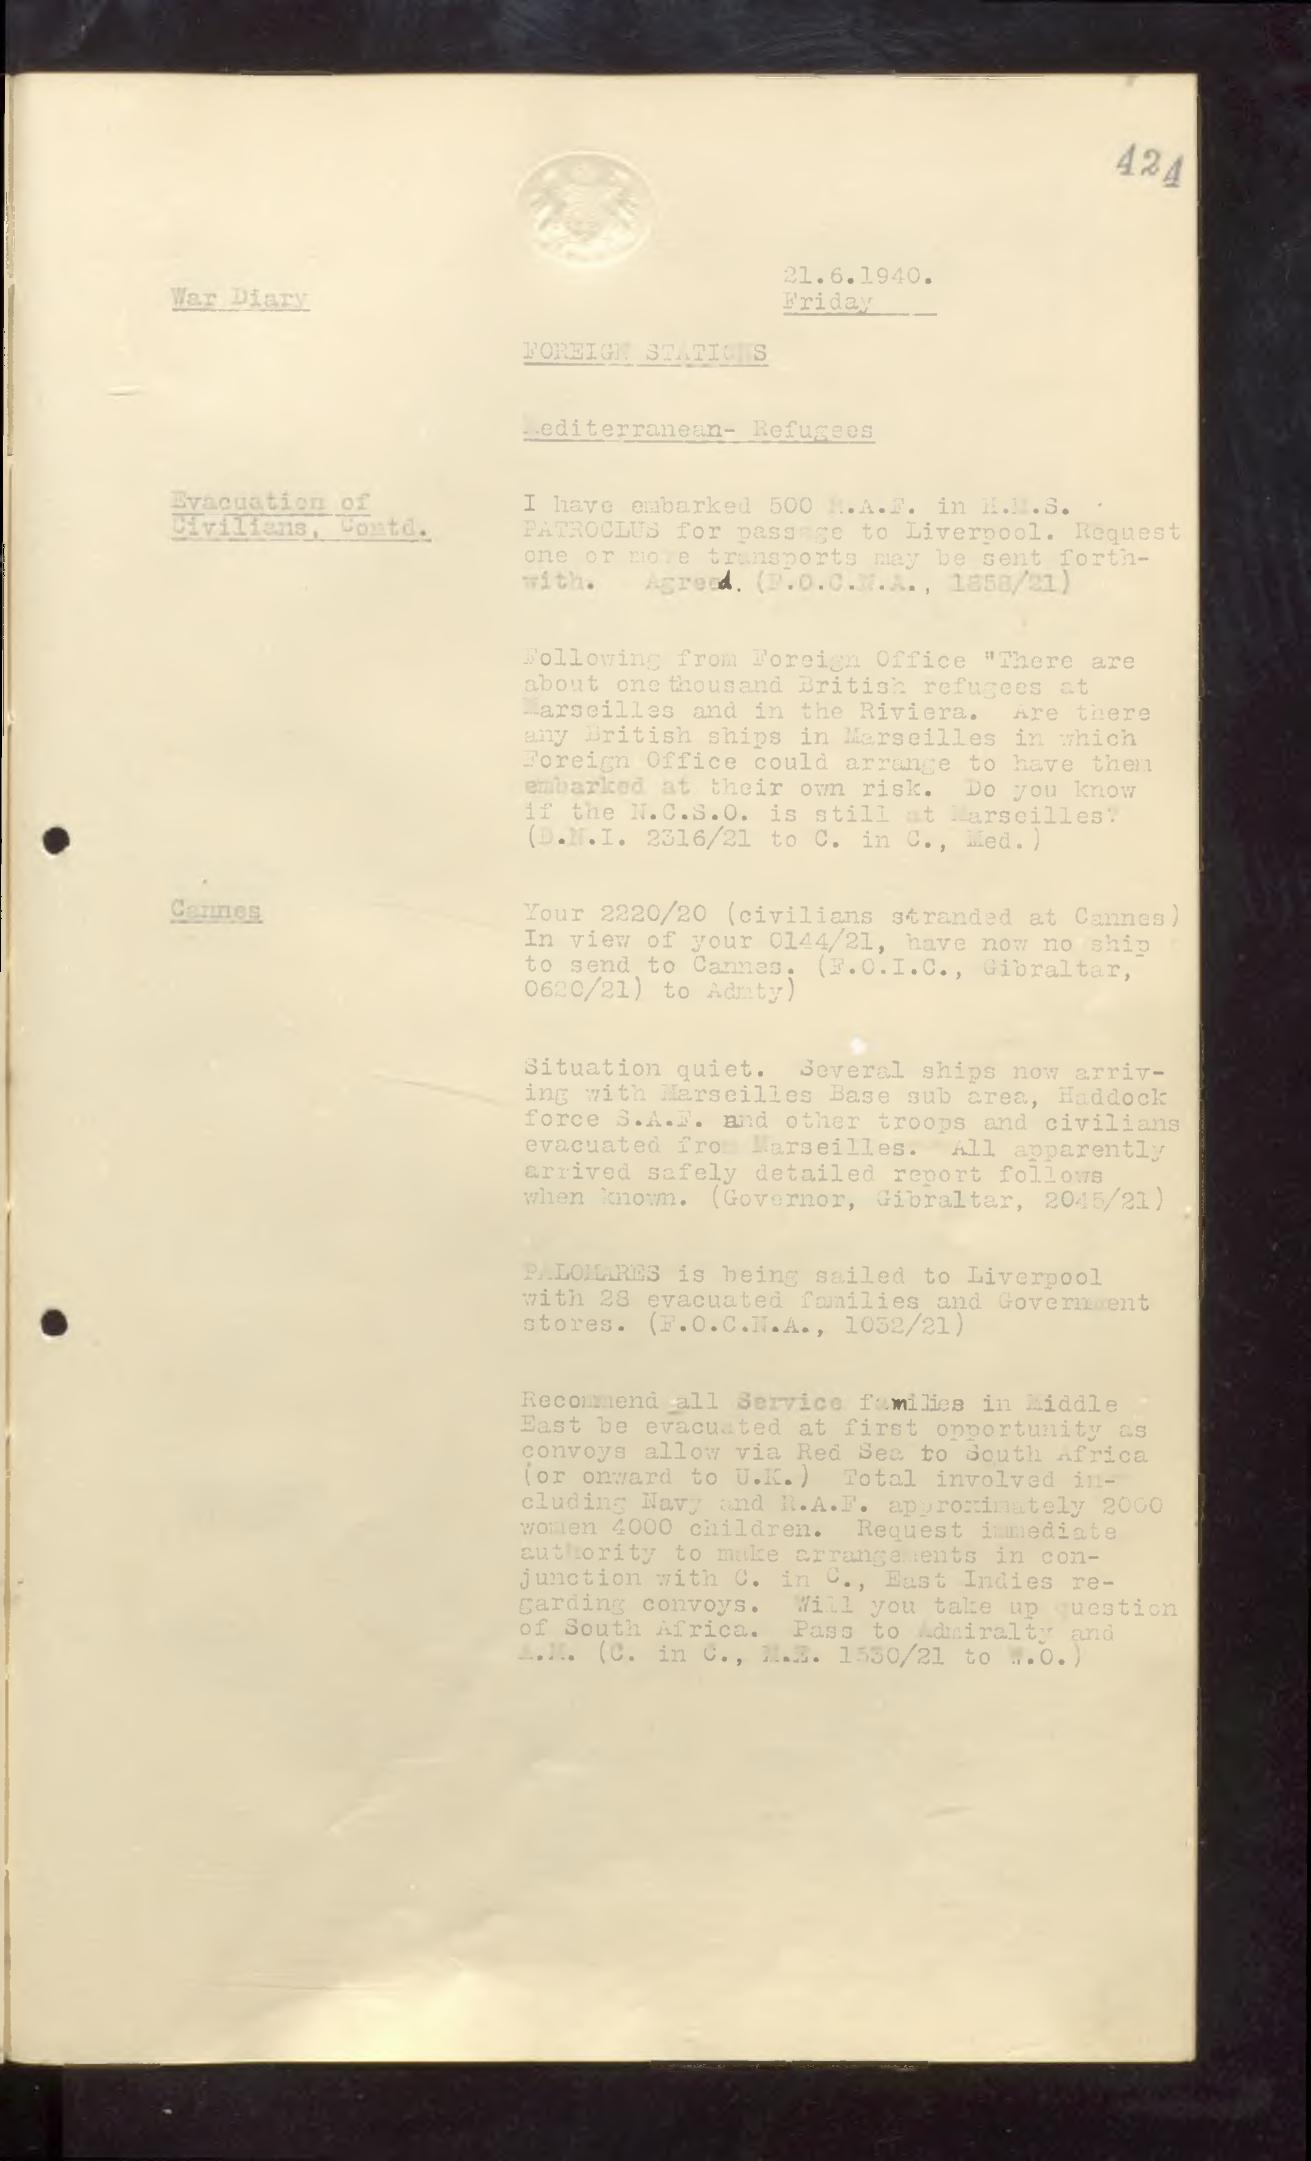 424
21.6.1940.
War Diary
Friday
FOREIGN STATIONS
Mediterranean- Refugees
Evacuation of
Civilians, Contd.
I have embarked 500 R.A.F. in H.M.S.
PATROCLUS for passage to Liverpool. Request
one or more transports may be sent forth-
with. Agreed. (F.O.C.N.A., 1858/21)
Following from Foreign Office "There are
about one thousand British refugees at
Marseilles and in the Riviera. Are there
any British ships in Marseilles in which
Foreign Office could arrange to have them
embarked at their own risk. Do you know
if the N.C.S.O. is still at Marseilles?
(D.N.I. 2316/21 to C. in C., Med.)
Cannes
Your 2220/20 (civilians stranded at Cannes)
In view of your 0144/21, have now no ship
to send to Cannes. (F.O.I.C., Gibraltar,
0620/21) to Admty)
Situation quiet. Several ships now arriv-
ing with Marseilles Base sub area, Haddock
force S.A.F. and other troops and civilians
evacuated from Marseilles. All apparently
arrived safely detailed report follows
when known. (Governor, Gibraltar, 2045/21)
PALOMARES is being sailed to Liverpool
with 28 evacuated families and Government
stores. (F.O.C.N.A., 1032/21)
Recommend all Service families in Middle
East be evacuated at first opportunity as
convoys allow via Red Sea to South Africa
(or onward to U.K.) Total involved in-
cluding Navy and R.A.F. approximately 2000
women 4000 children. Request immediate
authority to make arrangements in con-
junction with C. in C., East Indies re-
garding convoys. Will you take up question
of South Africa. Pass to Admiralty and
A.M. (C. in C., M.E. 1530/21 to W.O.)